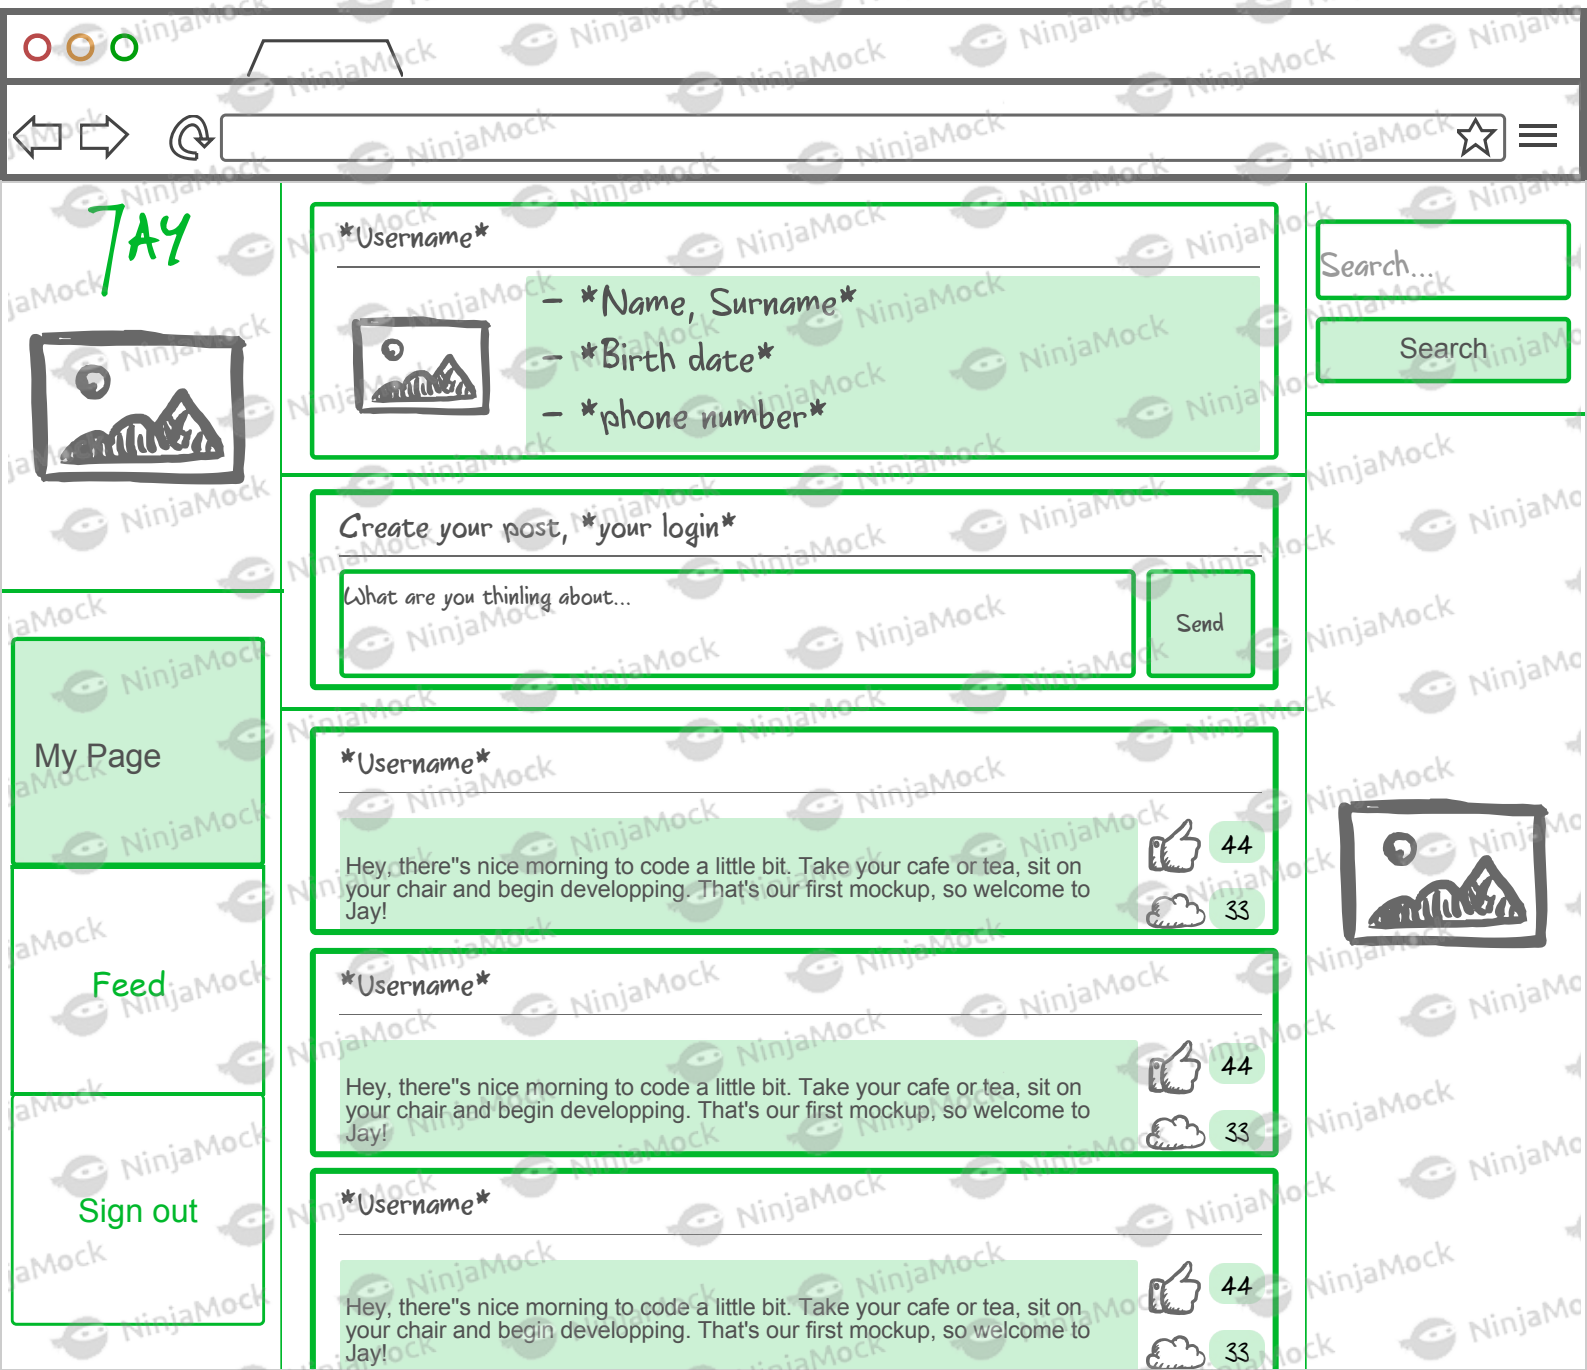 JAY
*Username*
– *Name, Surname*
– *Birth date*
– *phone number*
Search...
Search
Create your post, *your login*
What are you thinling about...
Send
My Page
Feed
Sign out
*Username*
Hey, there"s nice morning to code a little bit. Take your cafe or tea, sit on
your chair and begin developping. That's our first mockup, so welcome to
Jay!
44
33
*Username*
Hey, there"s nice morning to code a little bit. Take your cafe or tea, sit on
your chair and begin developping. That's our first mockup, so welcome to
Jay!
44
33
*Username*
Hey, there"s nice morning to code a little bit. Take your cafe or tea, sit on
your chair and begin developping. That's our first mockup, so welcome to
Jay!
44
33
NinjaMock